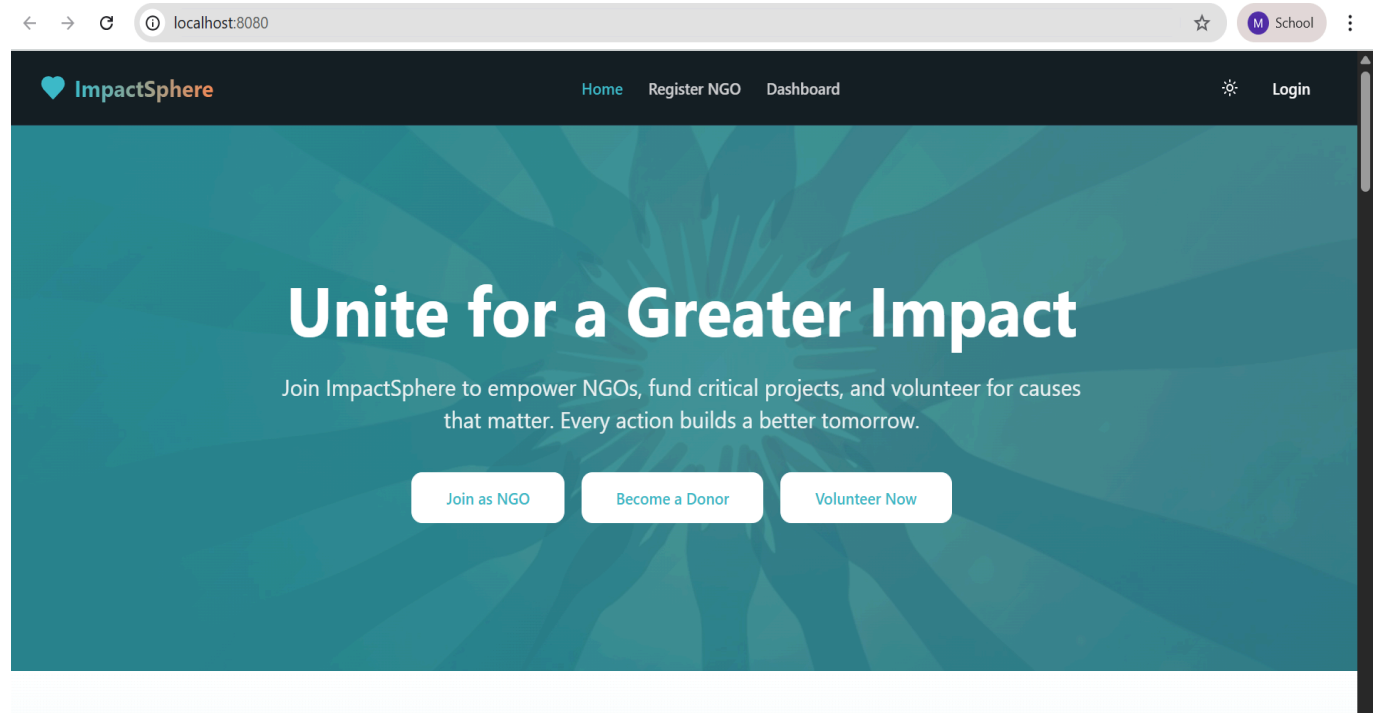 localhost:8080
M School
ImpactSphere Home Register NGO Dashboard Login
Unite for a Greater Impact
Join ImpactSphere to empower NGOs, fund critical projects, and volunteer for causes
that matter. Every action builds a better tomorrow.
Join as NGO Become a Donor Volunteer Now